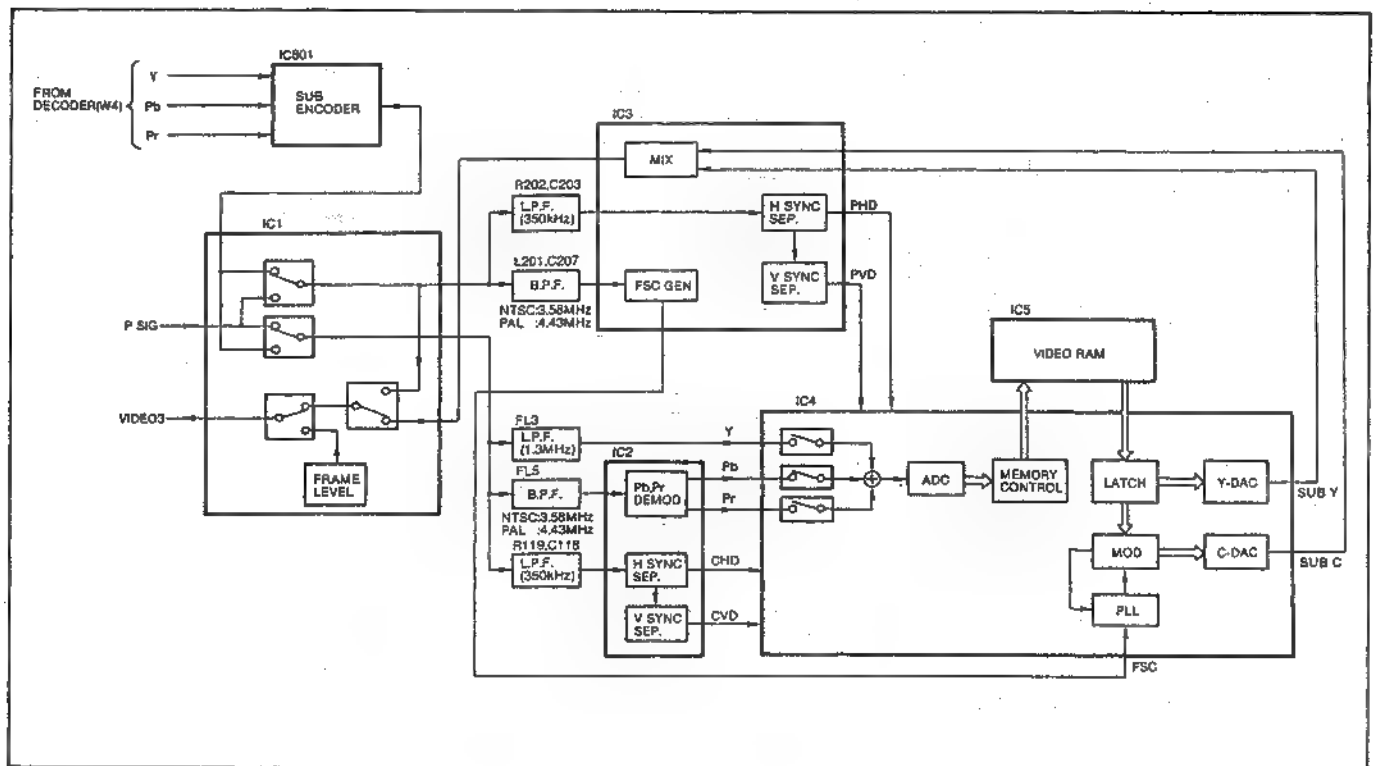 IC601
Y
FROM
DECODER(W4)
Pb
Pr
SUB
ENCODER
IC3
MIX
R202,C203
L.P.F.
(350kHz)
H SYNC
SEP.
PHD
IC1
L201,C207
B.P.F.
FSC GEN
V SYNC
SEP.
PVD
NTSC:3.58MHz
PAL :4.43MHz
P SIG
IC5
VIDEO RAM
VIDEO3
FRAME
LEVEL
IC4
FL3
L.P.F.
(1.3MHz)
Y
IC2
FL5
B.P.F.
Pb,Pr
DEMOD
Pb
Pr
ADC
MEMORY
CONTROL
LATCH
Y-DAC
SUB Y
NTSC:3.58MHz
PAL :4.43MHz
R119,C118
L.P.F.
(350kHz)
H SYNC
SEP.
CHD
MOD
C-DAC
SUB C
V SYNC
SEP.
CVD
PLL
FSC